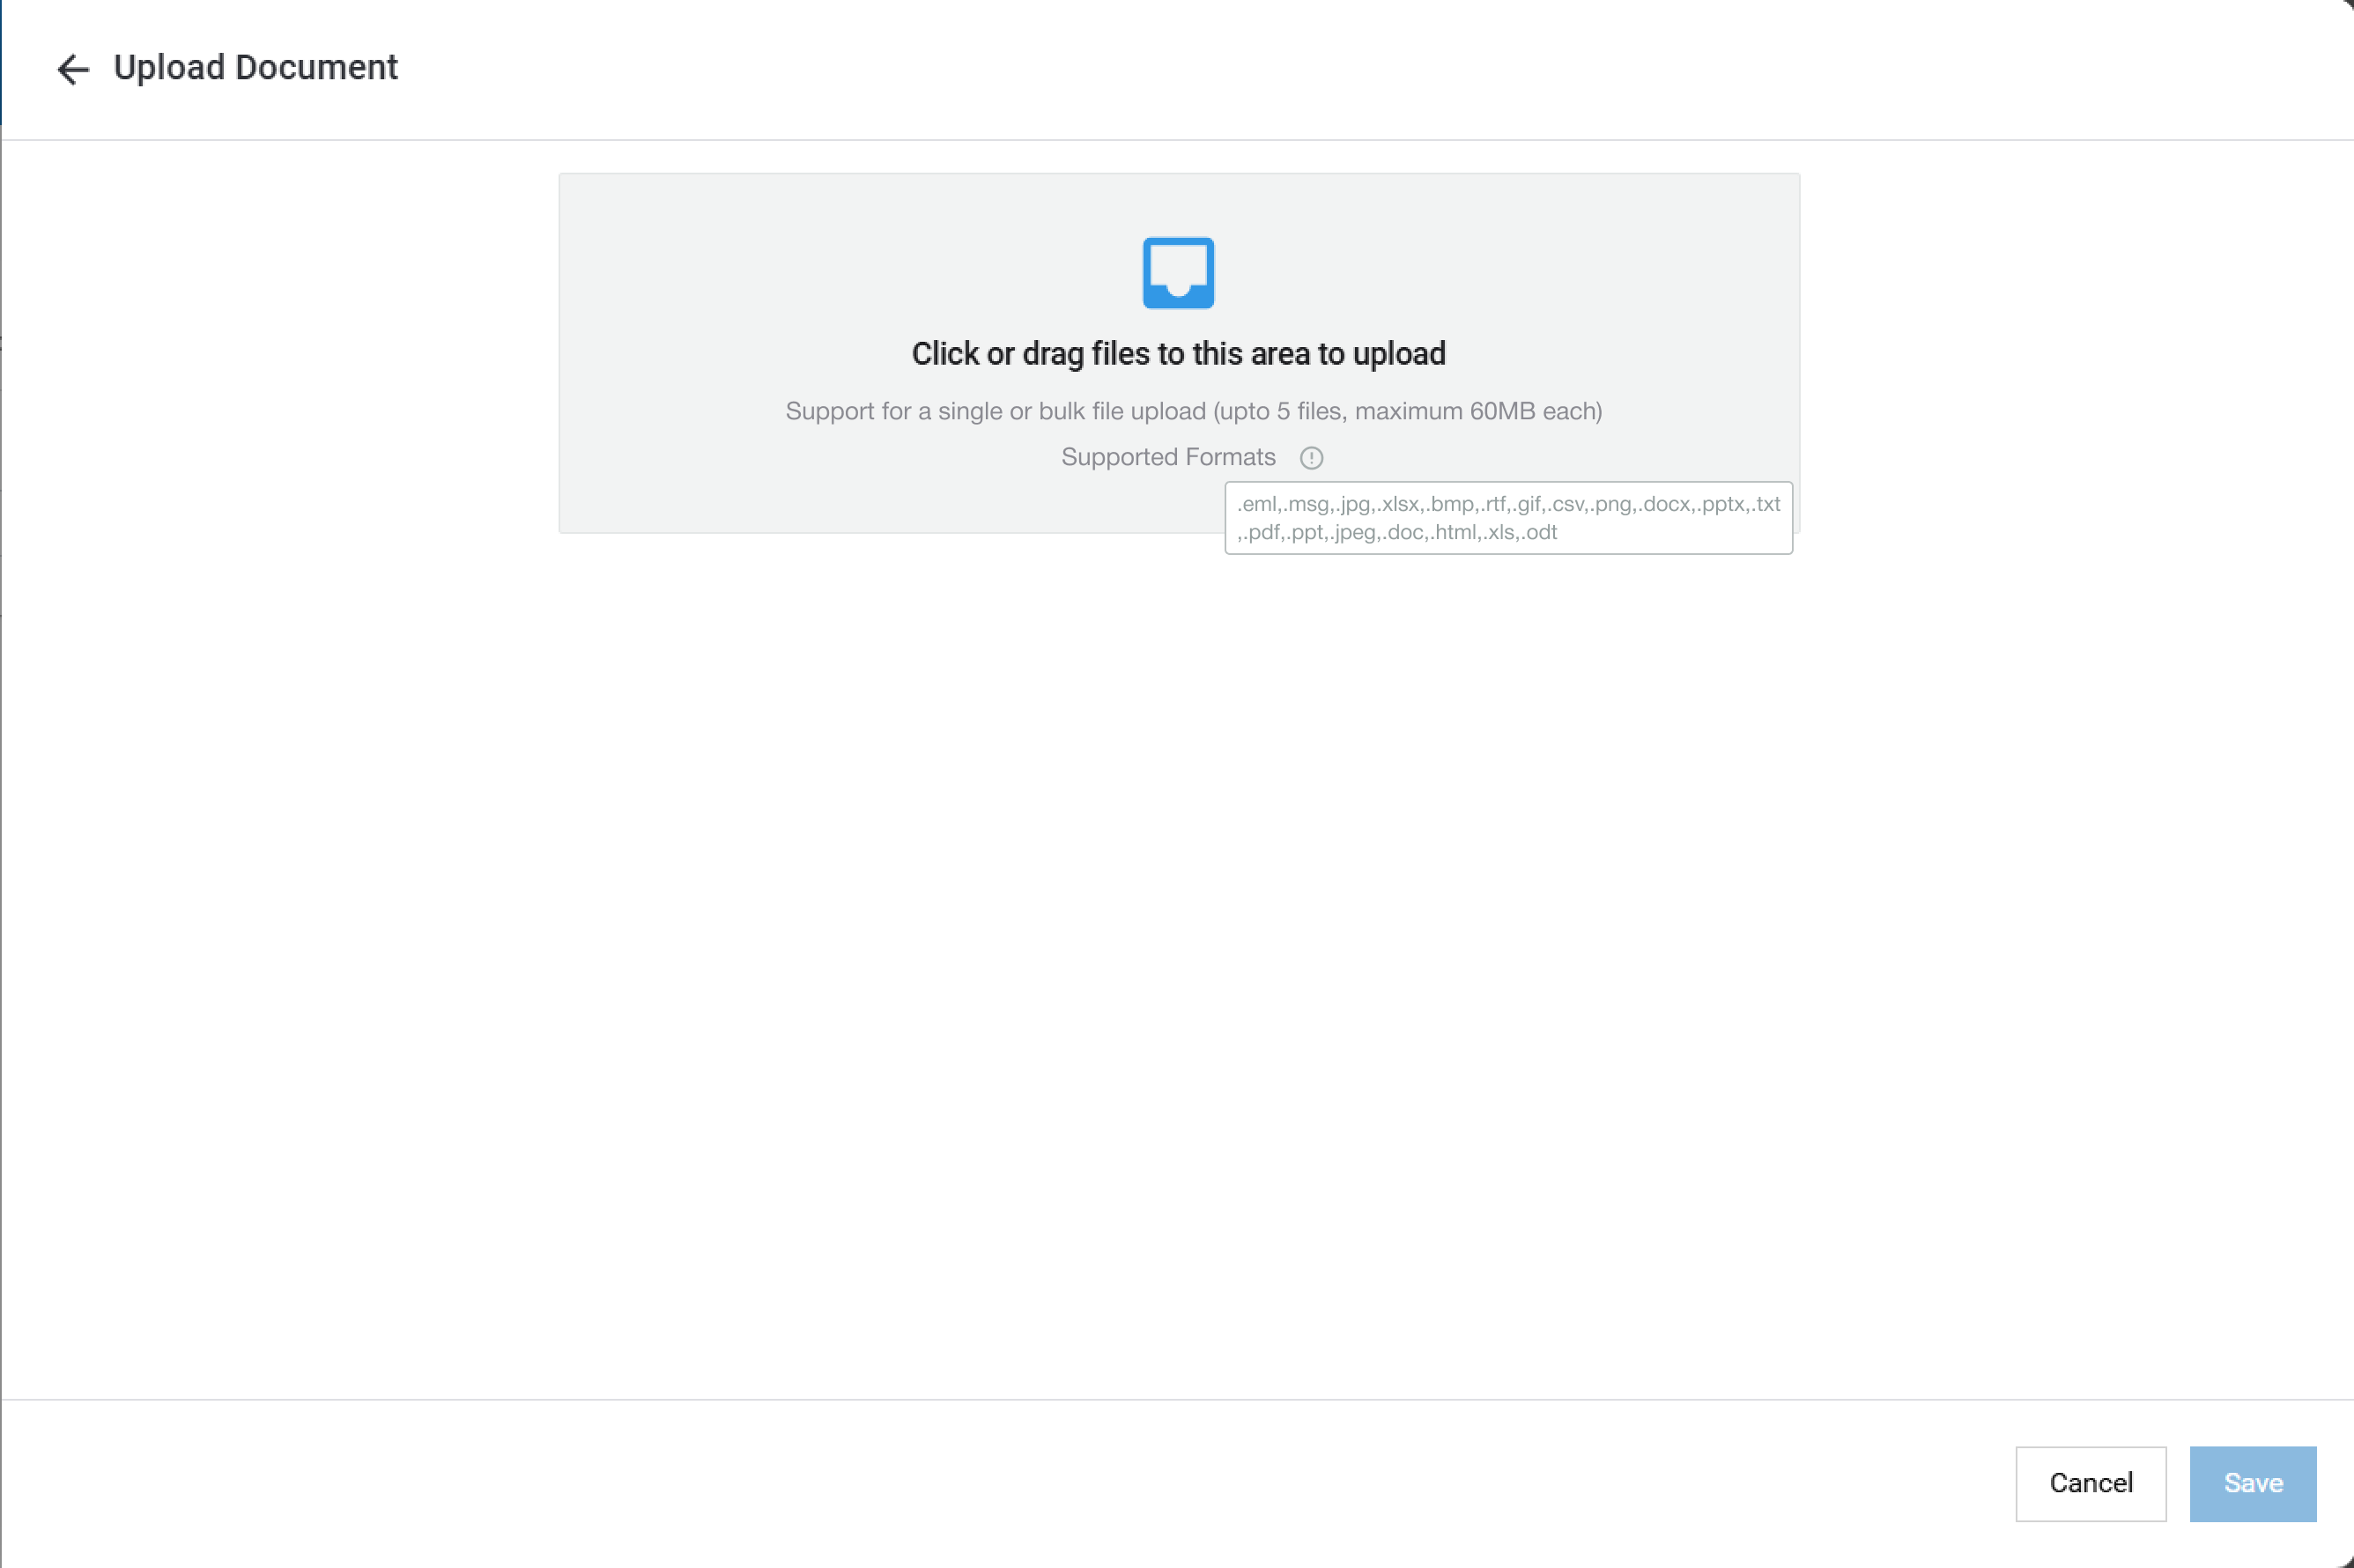 Upload Document
Click or drag files to this area to upload
Support for a single or bulk file upload (upto 5 files, maximum 60MB each)
Supported Formats
.eml,.msg,.jpg,.xlsx,.bmp,.rtf,.gif,.csv,.png,.docx,.pptx,.txt
,.pdf,.ppt,.jpeg,.doc,.html,.xls,.odt
Cancel
Save